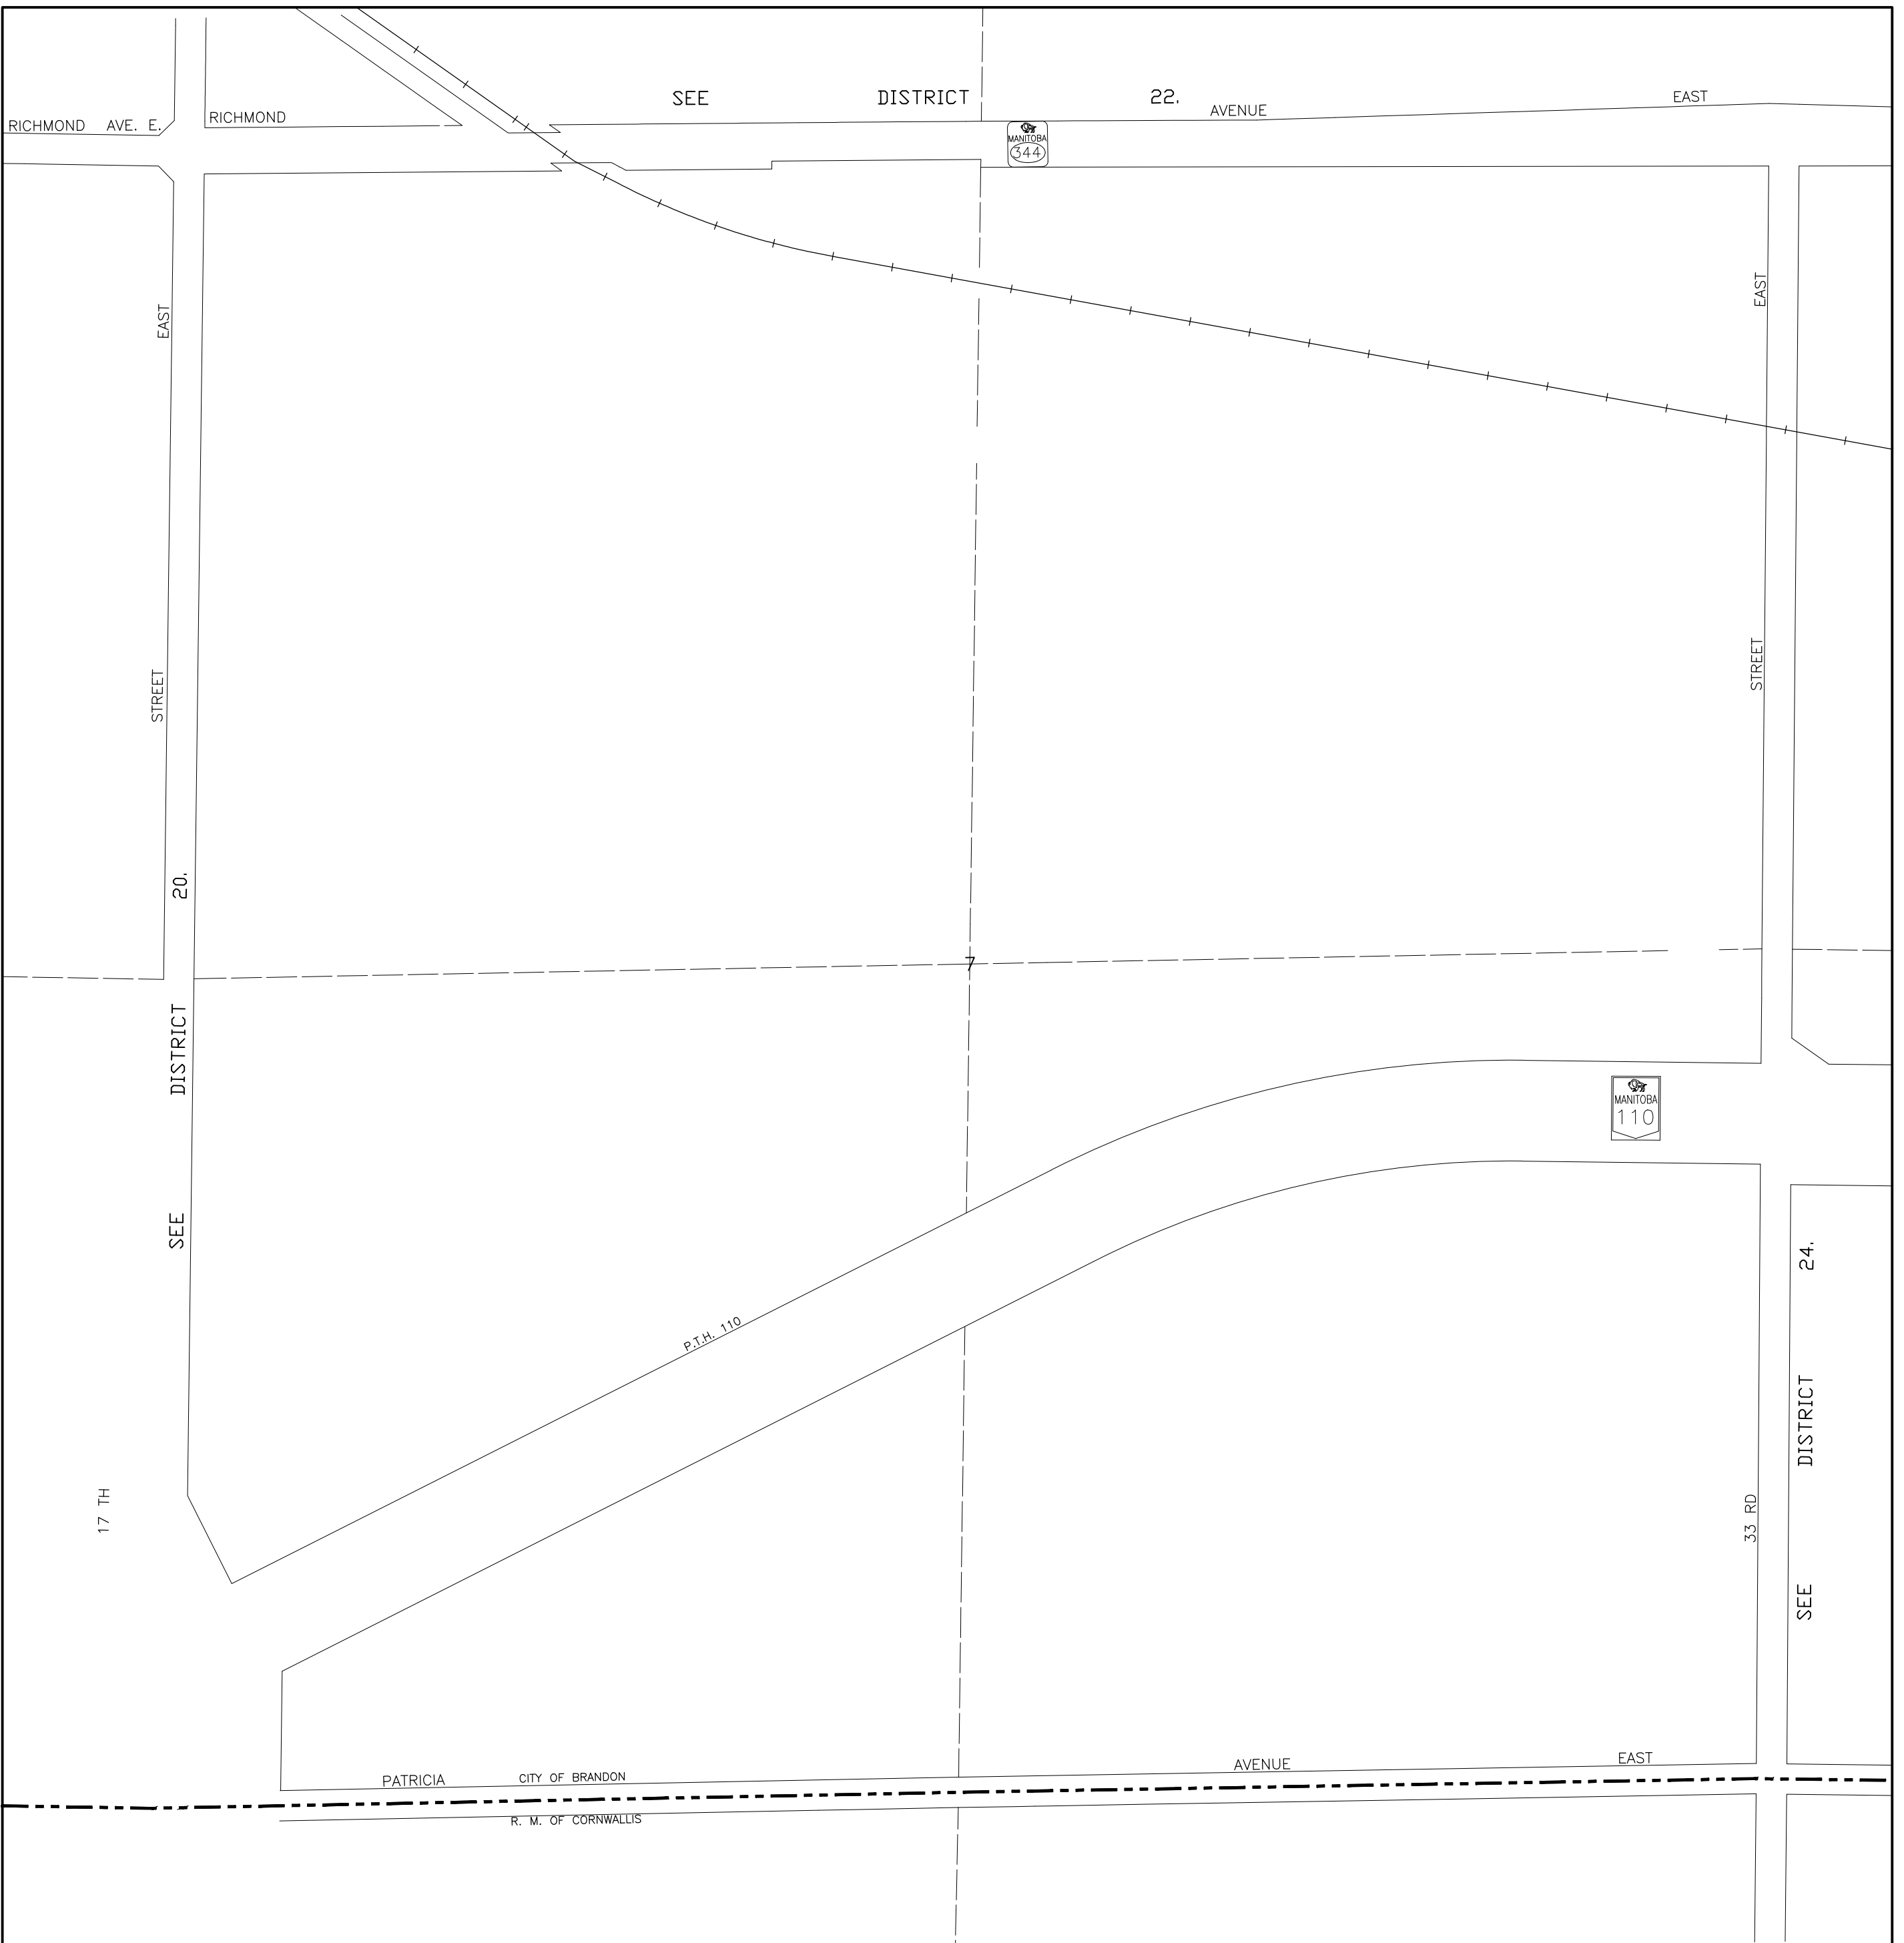 SEE DISTRICT 22.
RICHMOND AVE. E.
RICHMOND AVENUE EAST
MANITOBA
344
17 TH STREET EAST
SEE DISTRICT 20.
33 RD STREET EAST
7
MANITOBA
110
P.T.H. 110
SEE DISTRICT 24.
PATRICIA AVENUE EAST
CITY OF BRANDON
R. M. OF CORNWALLIS